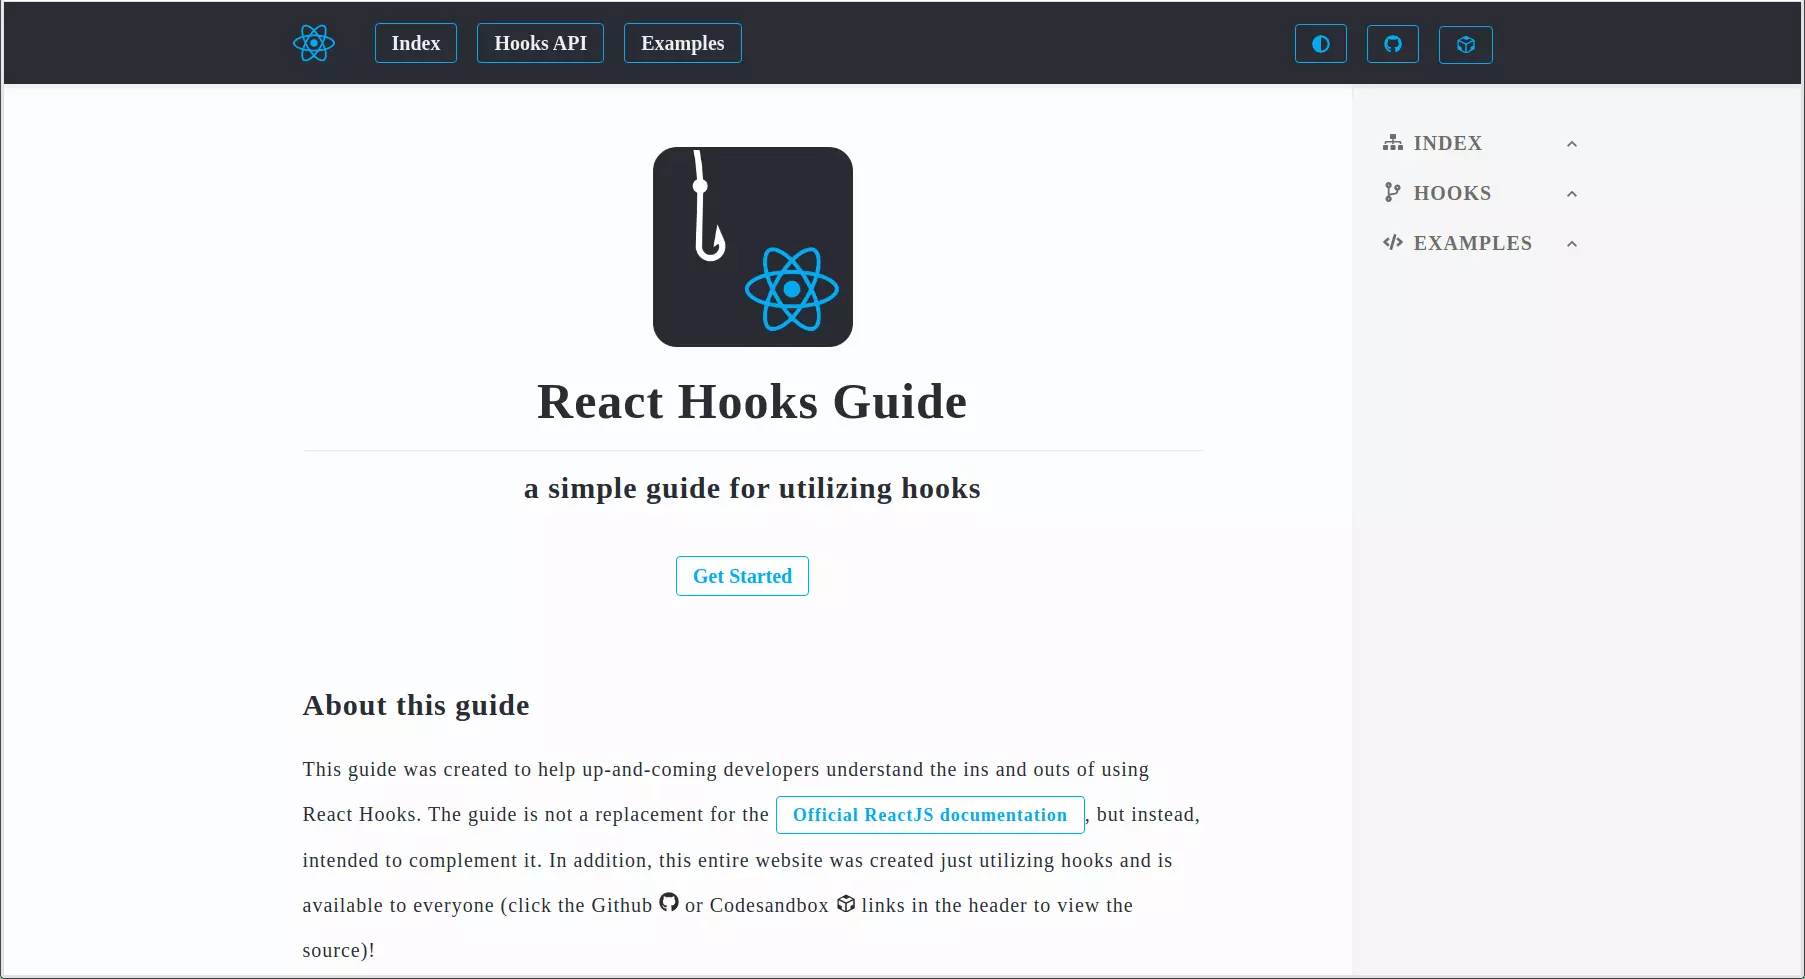 Index
Hooks API
Examples
INDEX
HOOKS
EXAMPLES
React Hooks Guide
a simple guide for utilizing hooks
Get Started
About this guide
This guide was created to help up-and-coming developers understand the ins and outs of using
React Hooks. The guide is not a replacement for the Official ReactJS documentation , but instead,
intended to complement it. In addition, this entire website was created just utilizing hooks and is
available to everyone (click the Github or Codesandbox links in the header to view the
source)!